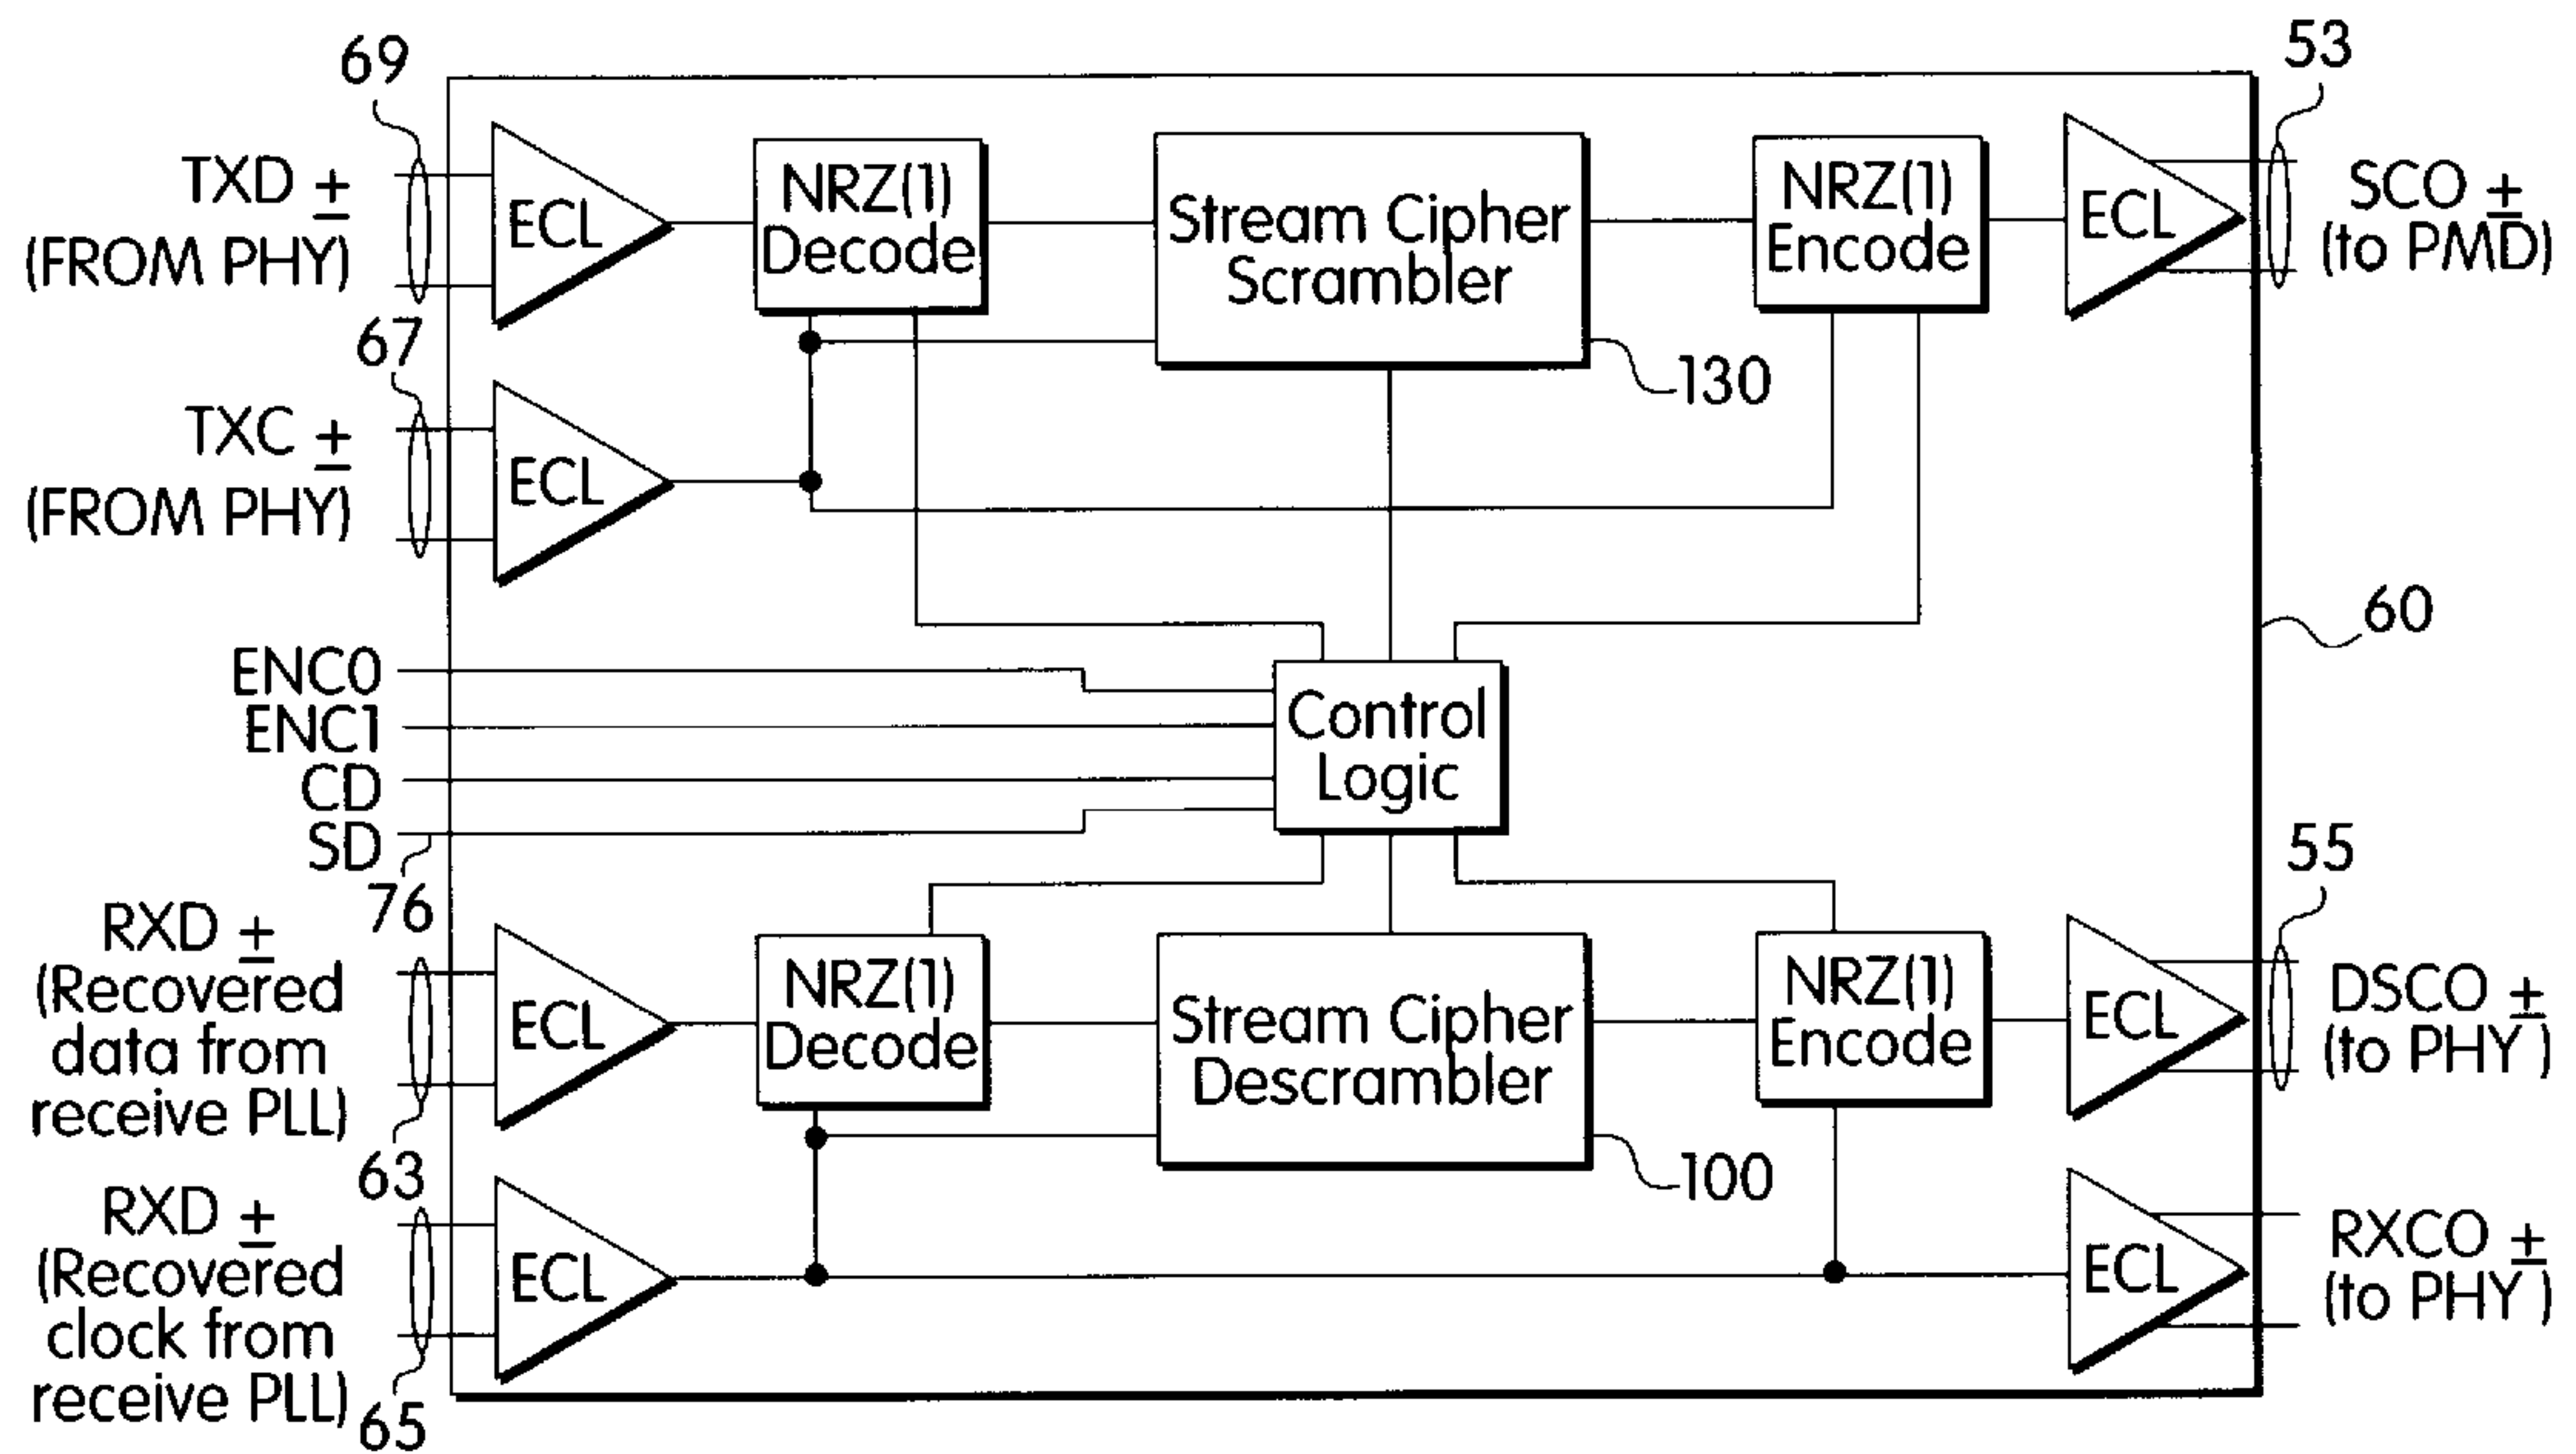 69
TXD ±
(FROM PHY)
ECL
NRZ(1)
Decode
Stream Cipher
Scrambler
130
NRZ(1)
Encode
ECL
53
SCO ±
(to PMD)
67
TXC ±
(FROM PHY)
ECL
60
ENC0
ENC1
CD
SD
76
Control
Logic
RXD ±
(Recovered
data from
receive PLL)
63
ECL
NRZ(1)
Decode
Stream Cipher
Descrambler
100
NRZ(1)
Encode
ECL
55
DSCO ±
(to PHY)
RXD ±
(Recovered
clock from
receive PLL)
65
ECL
ECL
RXCO ±
(to PHY)